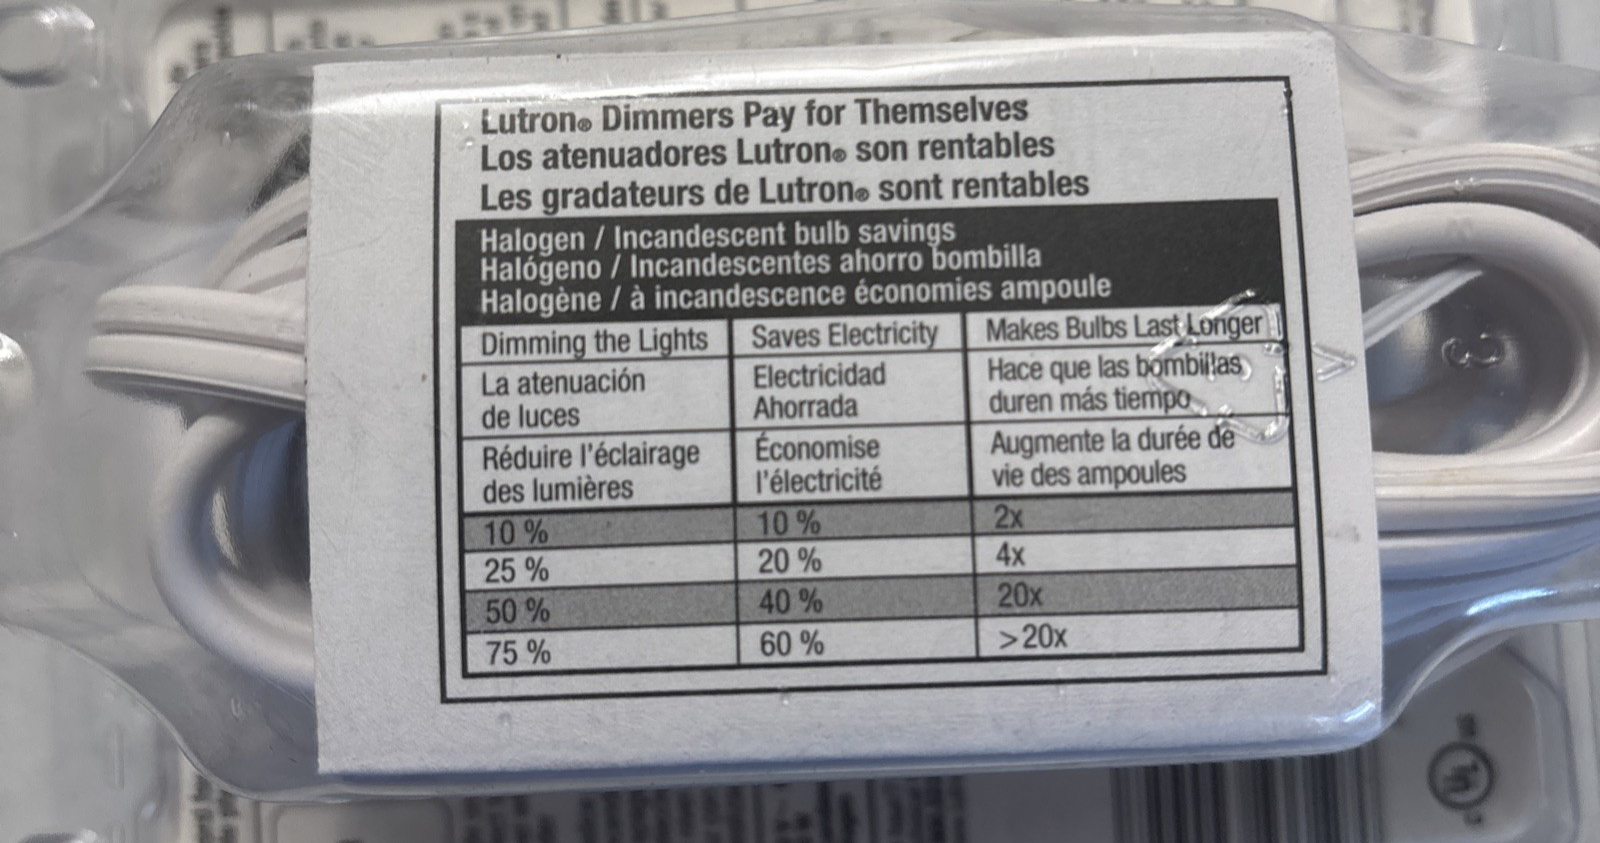 Lutron® Dimmers Pay for Themselves
Los atenuadores Lutron® son rentables
Les gradateurs de Lutron® sont rentables
Halogen / Incandescent bulb savings
Halógeno / Incandescentes ahorro bombilla
Halogène / à incandescence économies ampoule
Dimming the Lights Saves Electricity Makes Bulbs Last Longer
La atenuación Electricidad Hace que las bombillas
de luces Ahorrada duren más tiempo
Réduire l'éclairage Économise Augmente la durée de
des lumières l'électricité vie des ampoules
10 % 10 % 2x
25 % 20 % 4x
50 % 40 % 20x
75 % 60 % >20x